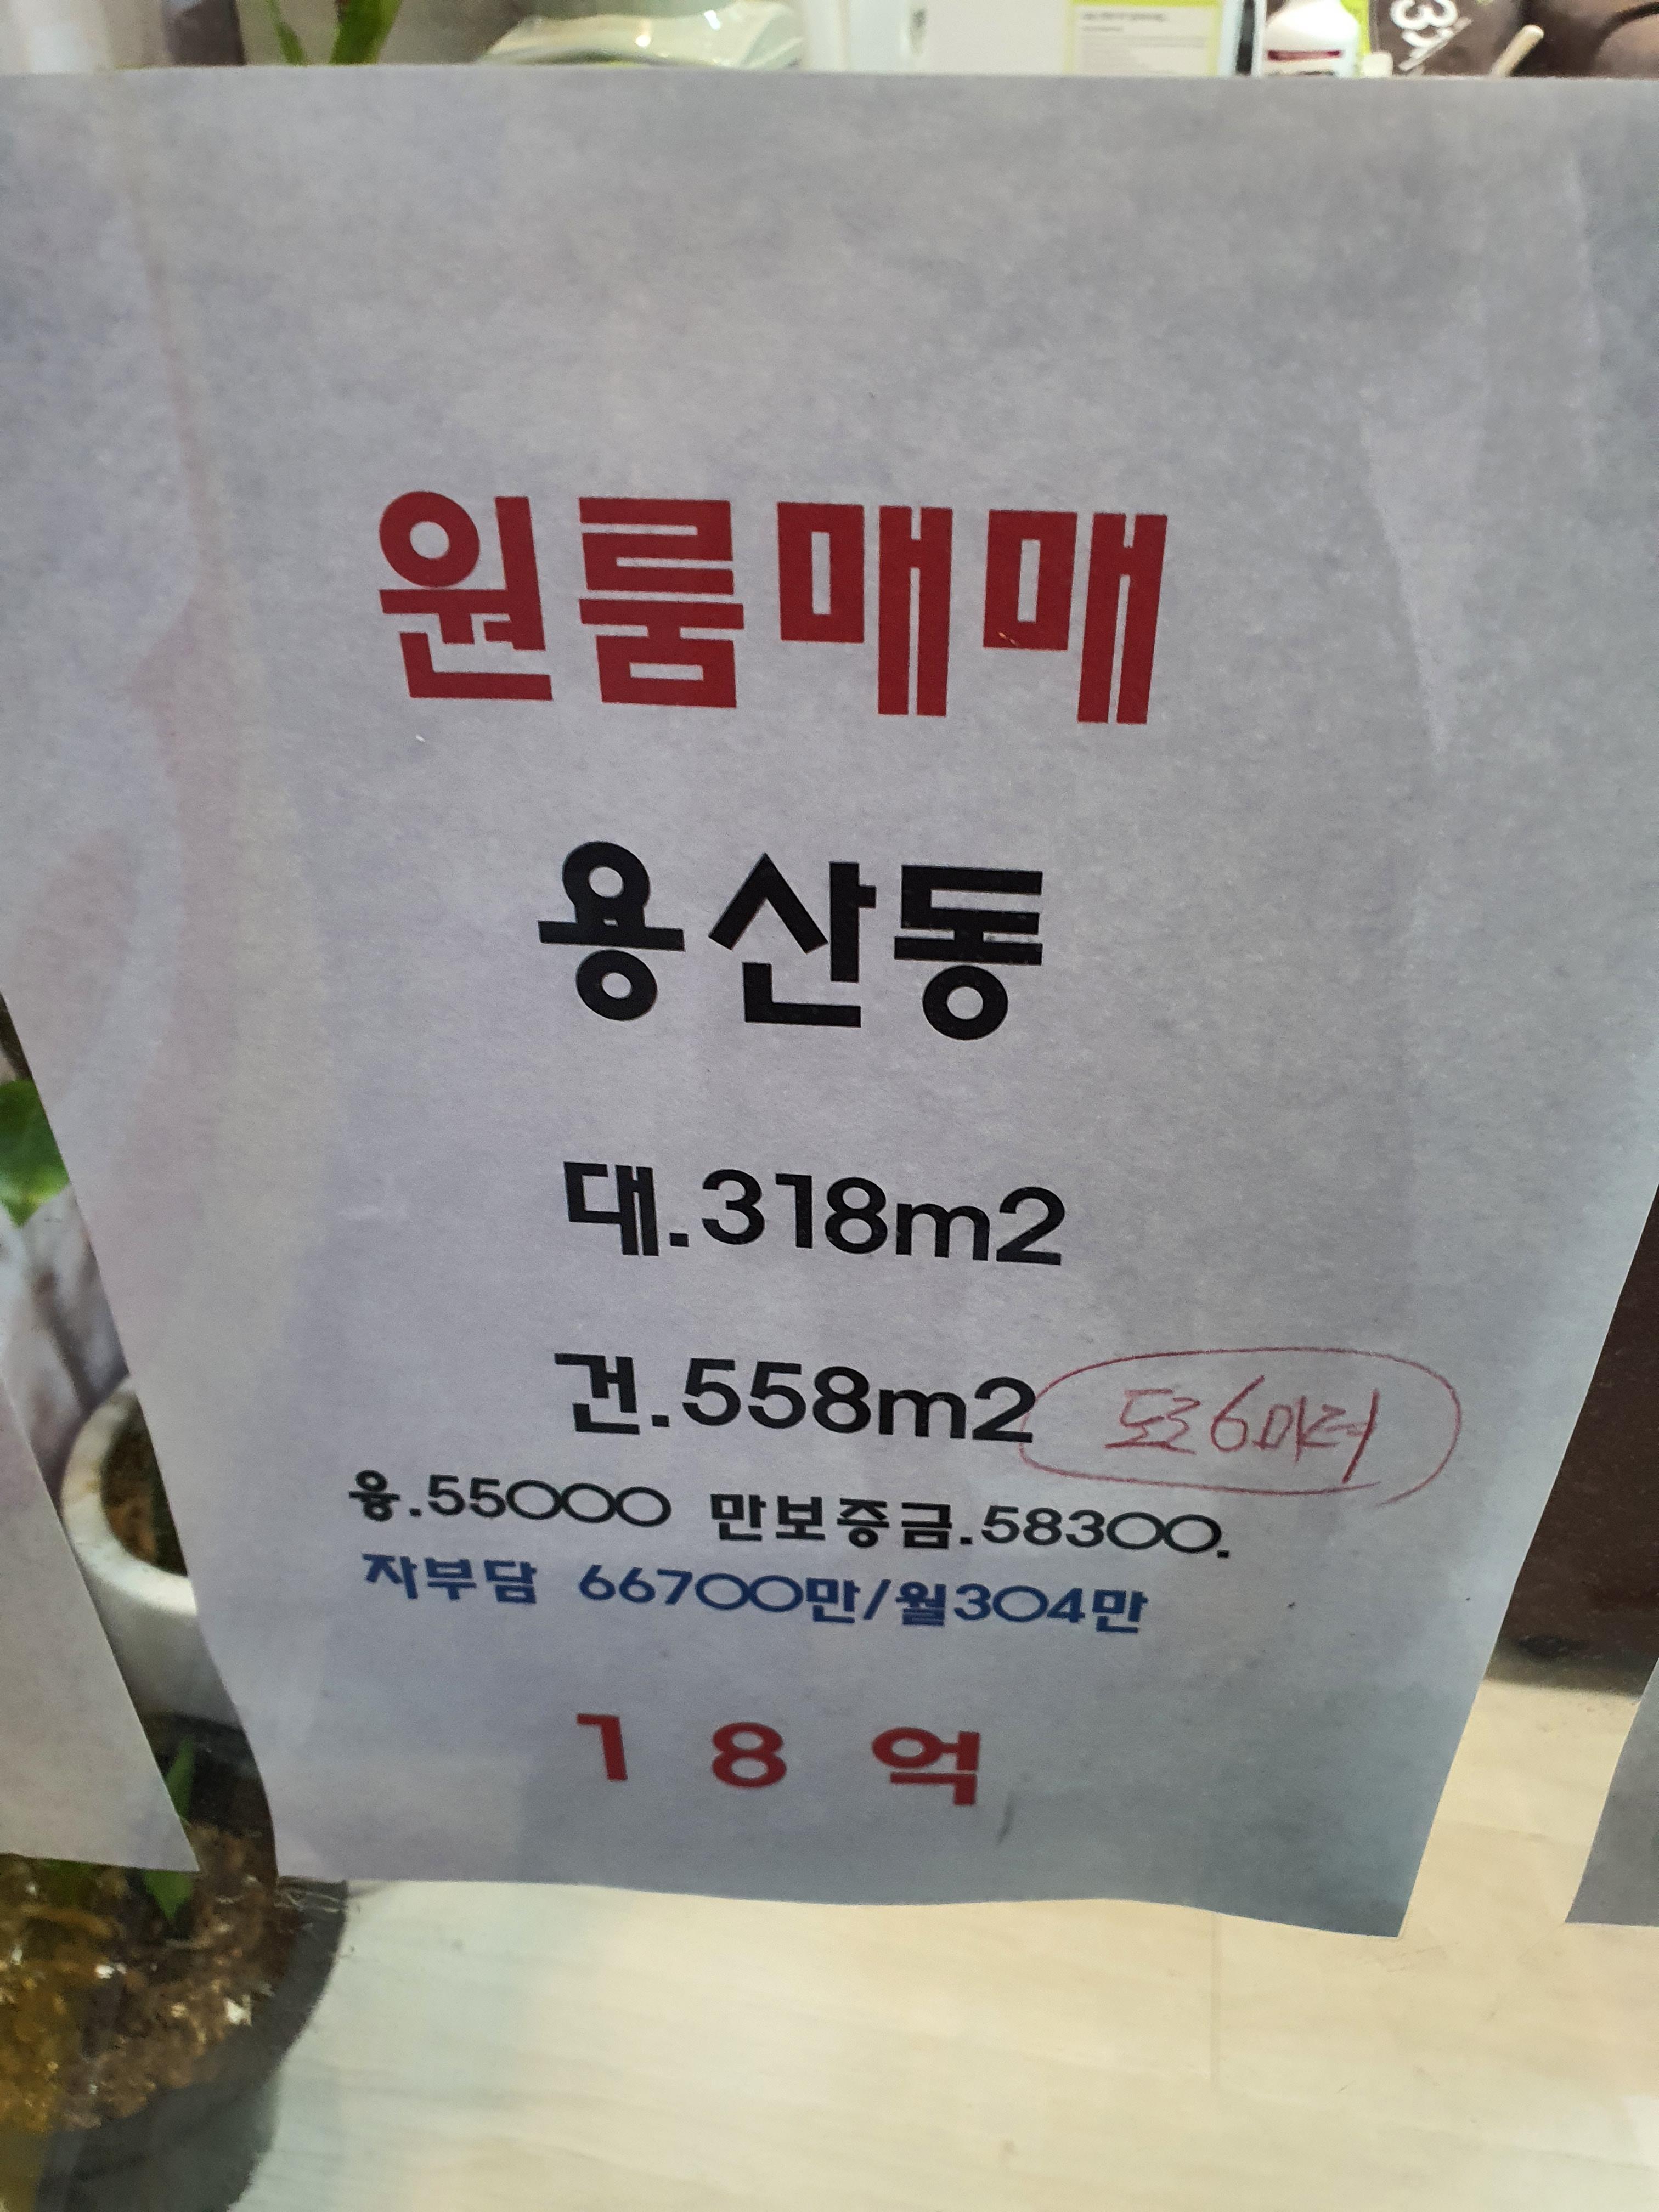 원룸매매
용산동
대.318m2
건.558m2 도로6미터
융.55000 만보증금.58300.
자부담 66700만/월304만
18억